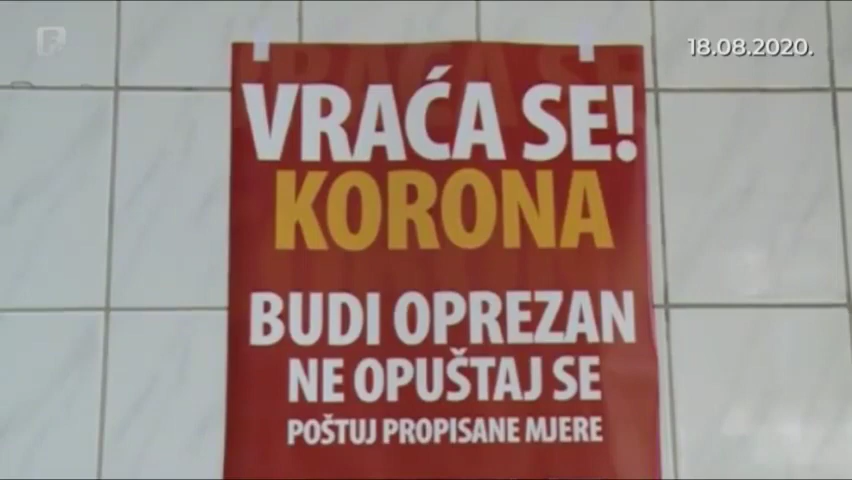 18.08.2020.
VRAĆA SE!
KORONA
BUDI OPREZAN
NE OPUŠTAJ SE
POŠTUJ PROPISANE MJERE